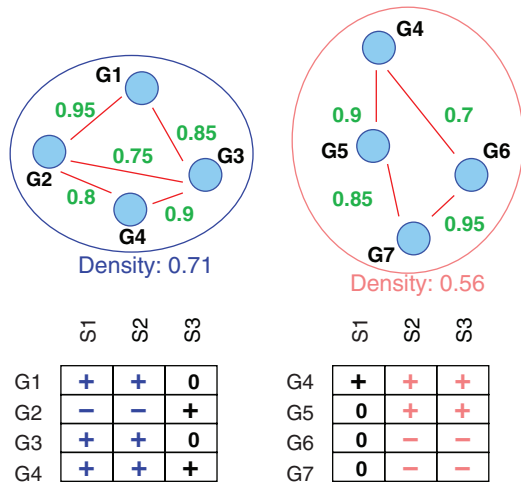 G4
G1
0.95
0.85
0.9
0.7
0.75
G3
G5
G6
G2
0.8
0.9
0.85
0.95
G4
G7
Density: 0.71
Density: 0.56
S1 S2 S3
S1 S2 S3
G1 + + 0
G2 − − +
G3 + + 0
G4 + + +
G4 + + +
G5 0 + +
G6 0 − −
G7 0 − −